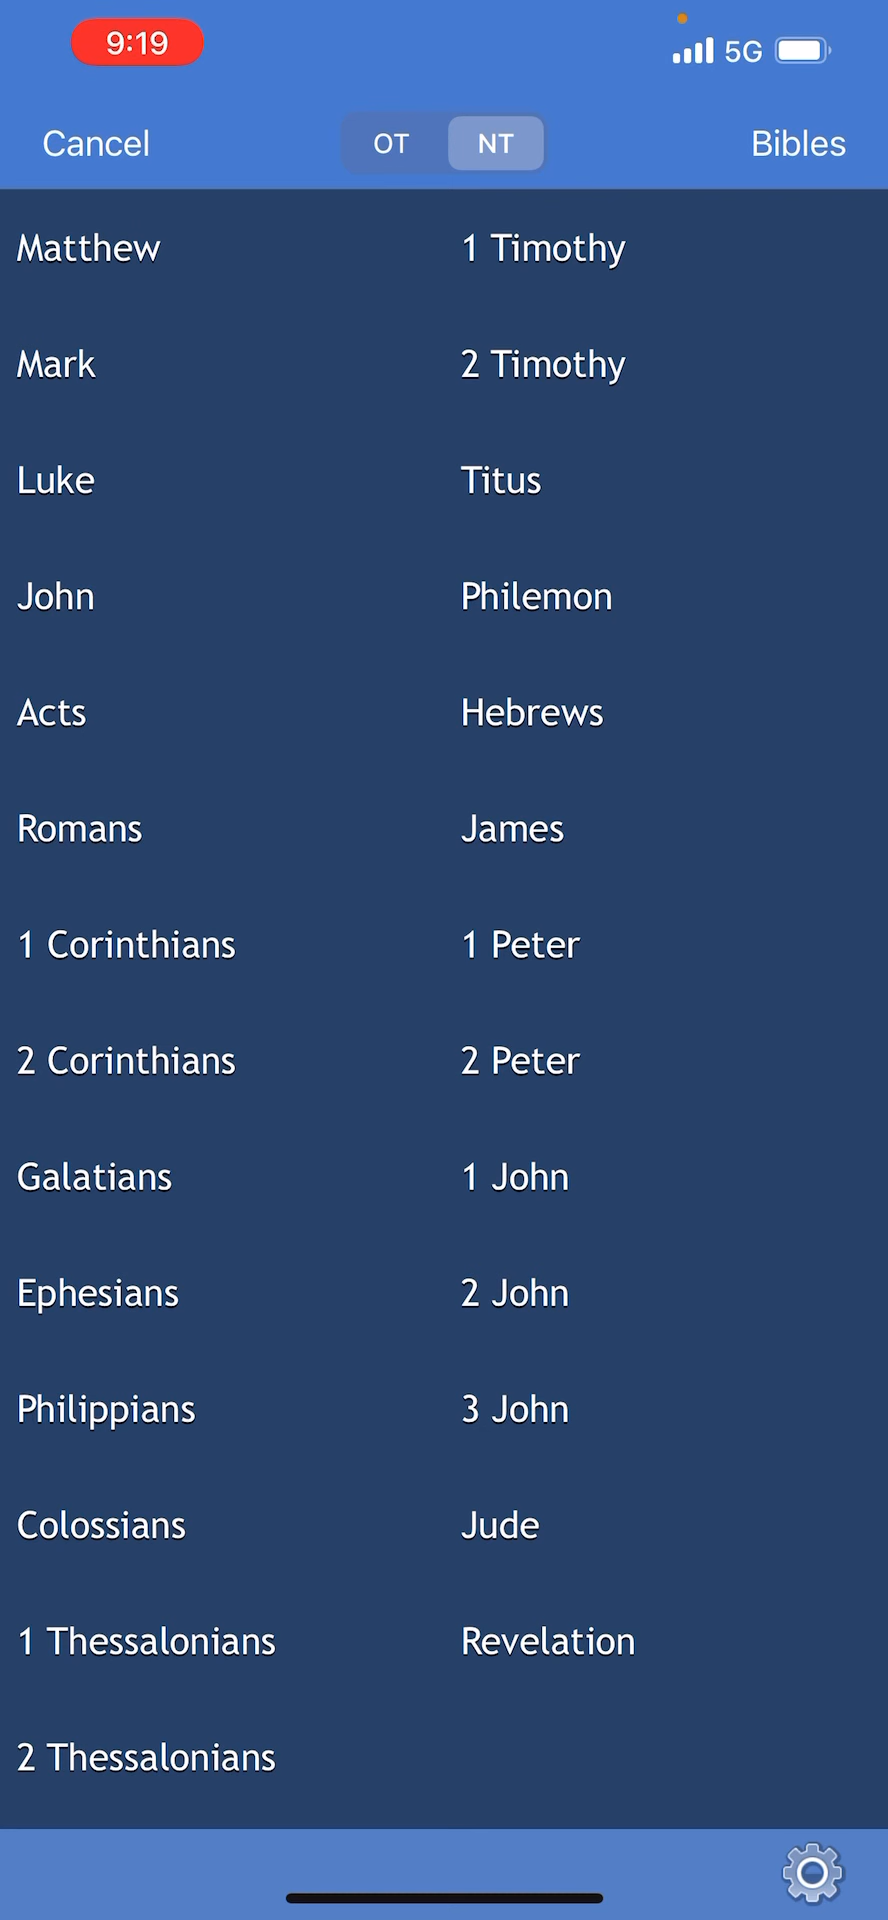 9:19
5G
Cancel
OT
NT
Bibles
Matthew
Mark
Luke
John
Acts
Romans
1 Corinthians
2 Corinthians
Galatians
Ephesians
Philippians
Colossians
1 Thessalonians
2 Thessalonians
1 Timothy
2 Timothy
Titus
Philemon
Hebrews
James
1 Peter
2 Peter
1 John
2 John
3 John
Jude
Revelation